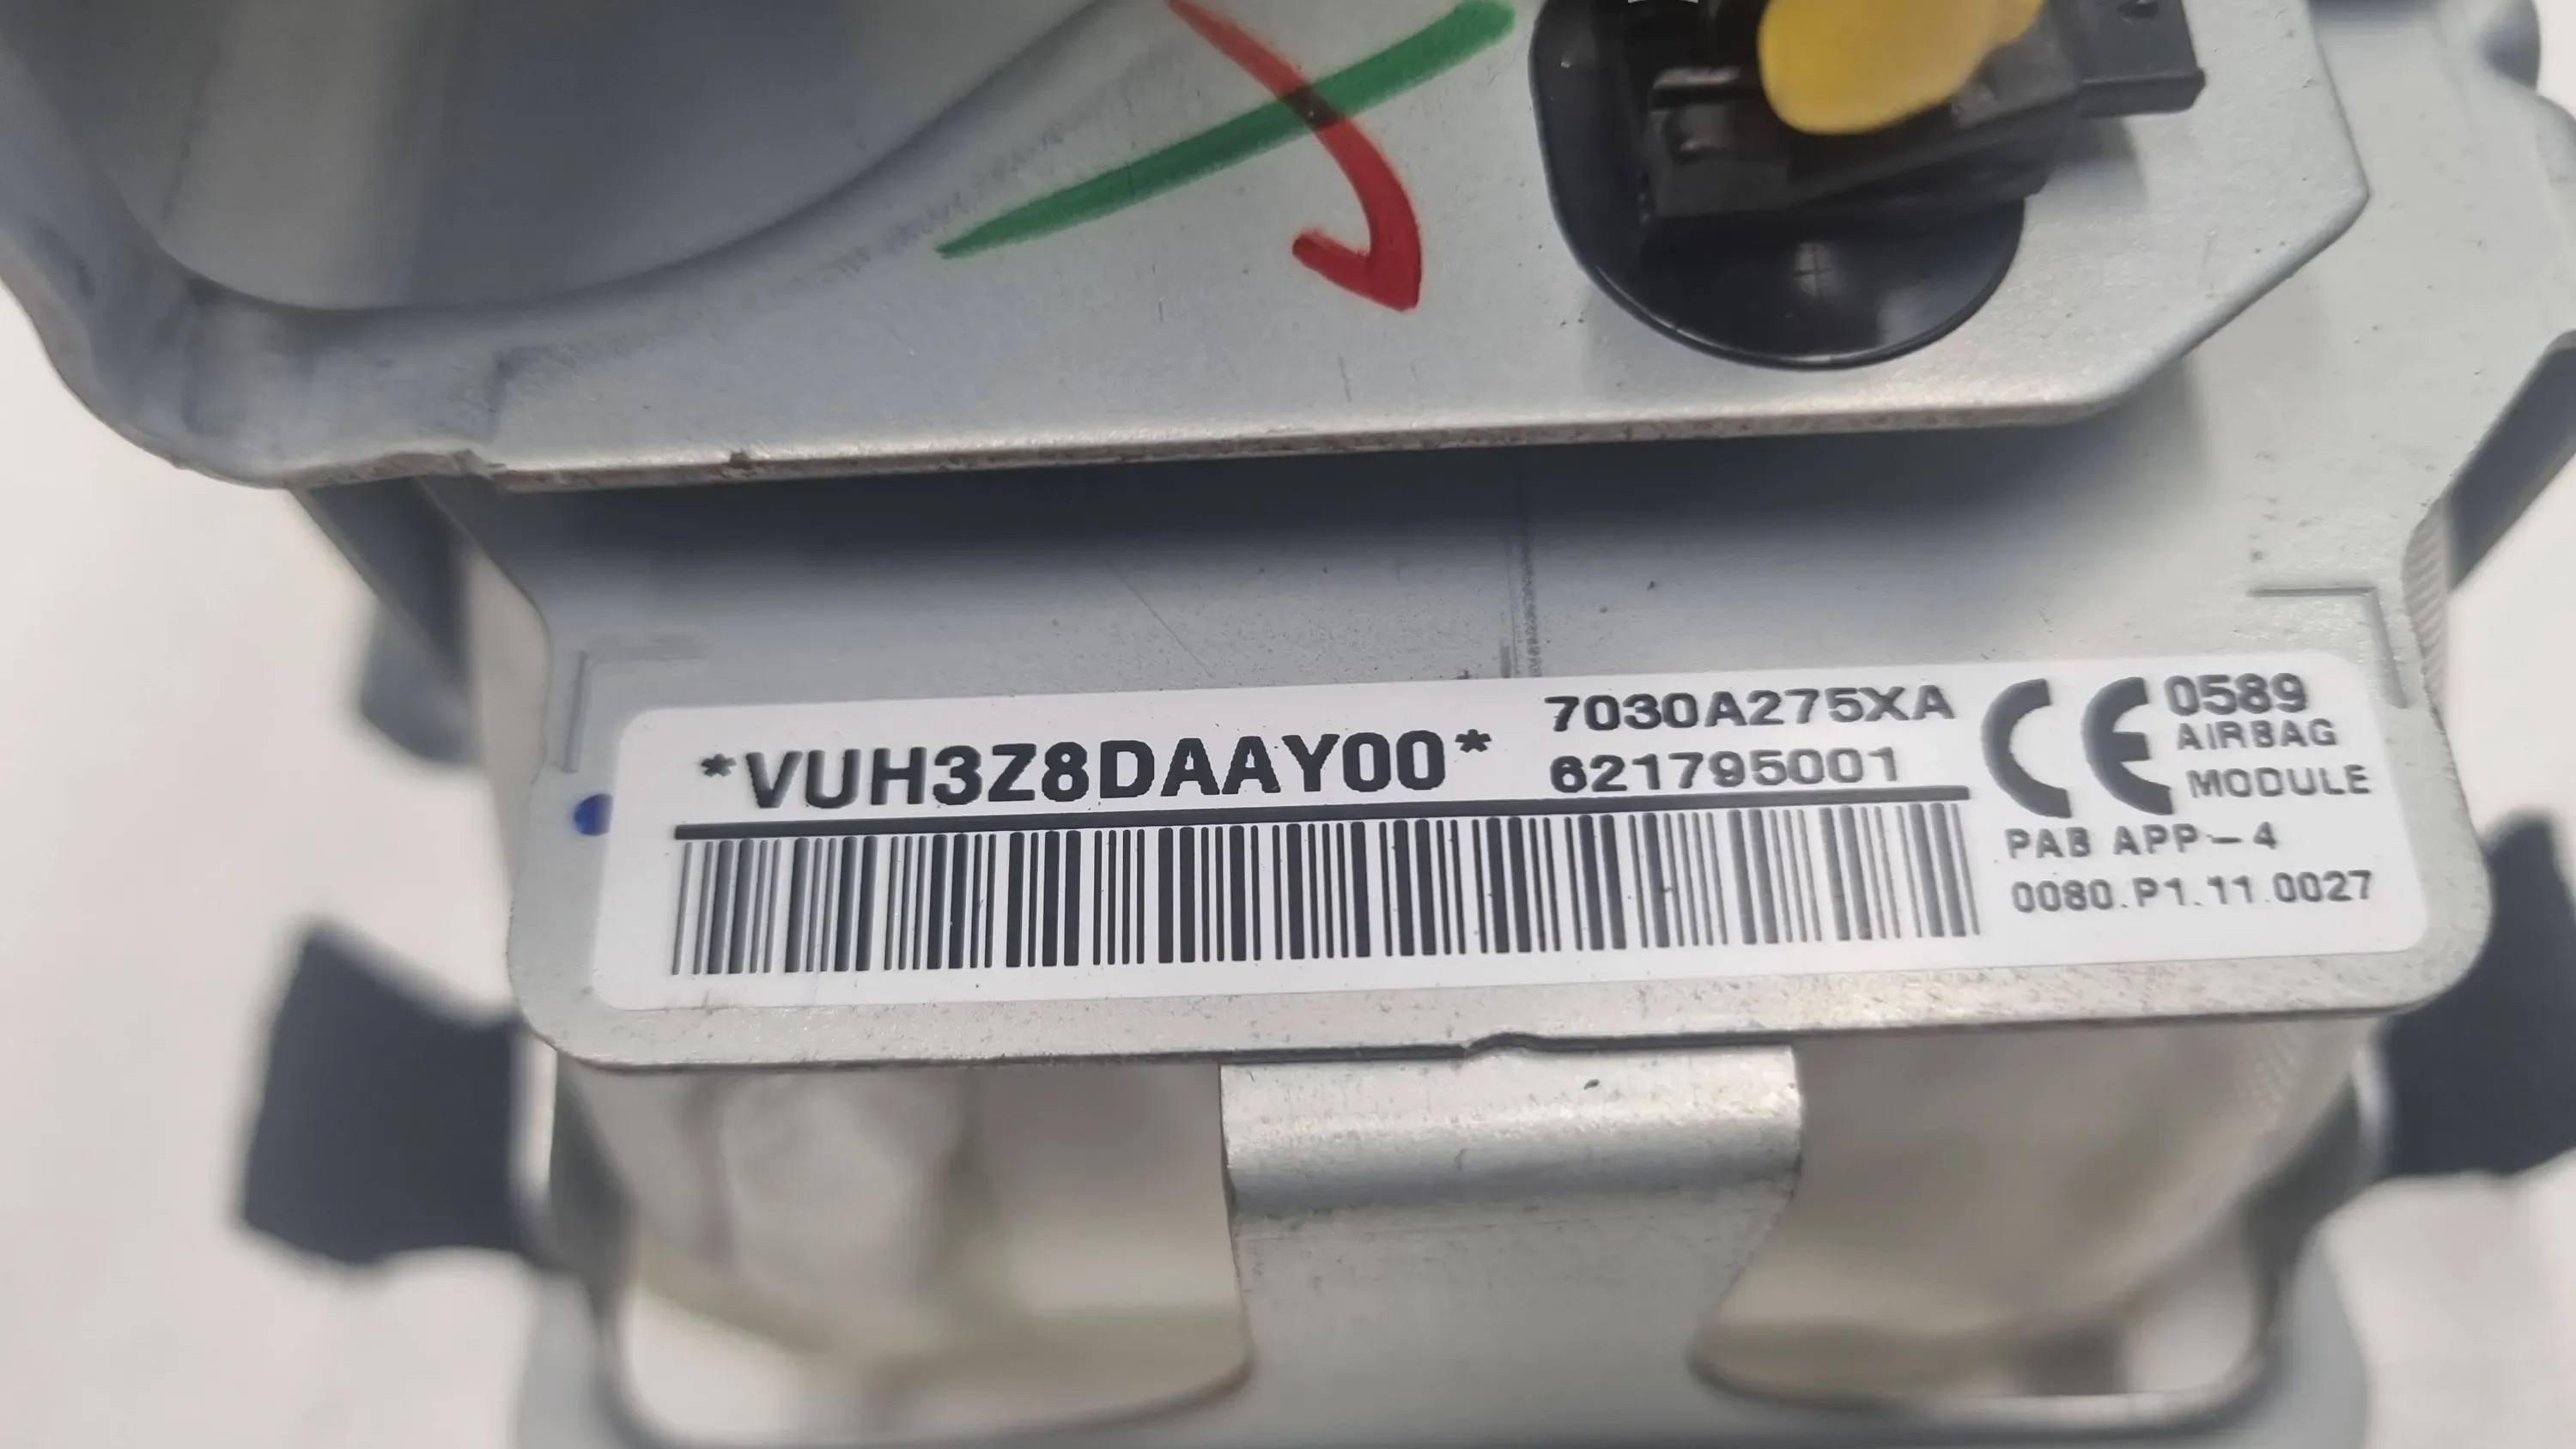 *VUH3Z8DAAY00*
7030A275XA
621795001
CE 0589
AIRBAG
MODULE
PAB APP-4
0080.P1.11.0027